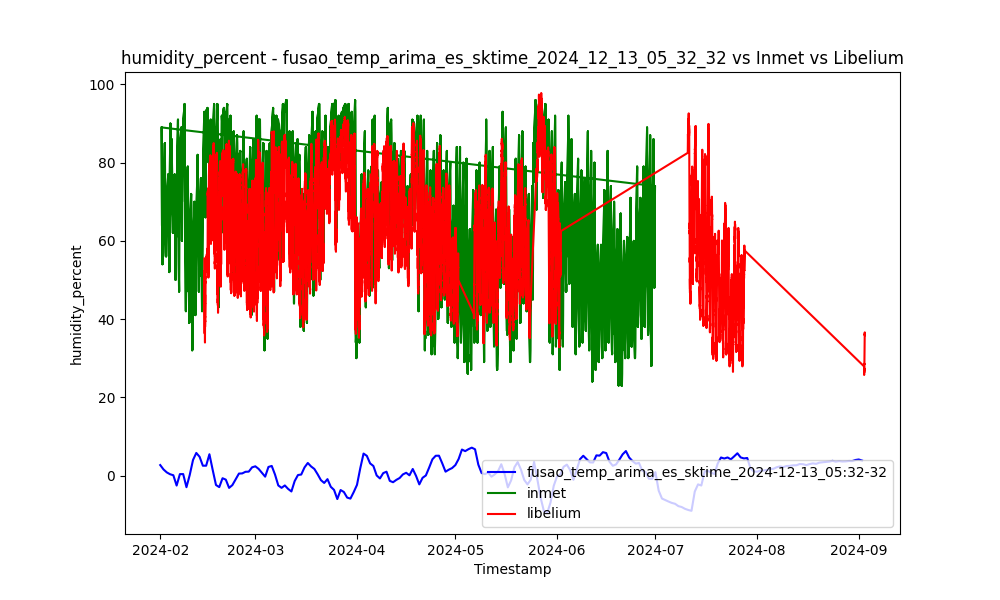 humidity_percent - fusao_temp_arima_es_sktime_2024_12_13_05_32_32 vs Inmet vs Libelium
100
80
60
40
20
0
humidity_percent
fusao_temp_arima_es_sktime_2024-12-13_05:32-32
inmet
libelium
2024-02 2024-03 2024-04 2024-05 2024-06 2024-07 2024-08 2024-09
Timestamp